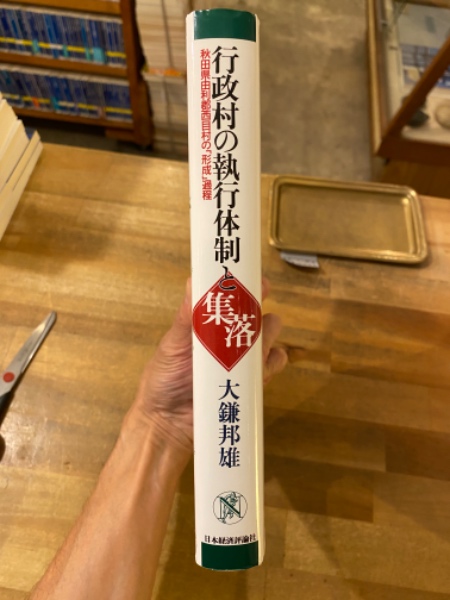 行政村の執行体制と
集落
秋田県由利郡西目村の「形成」過程
大鎌邦雄
日本経済評論社